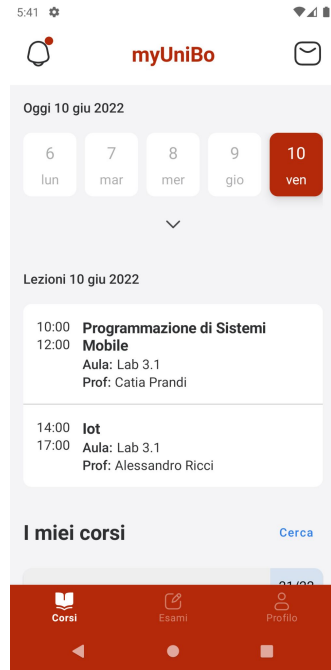 5:41
myUniBo
Oggi 10 giu 2022
6 7 8 9 10
lun mar mer gio ven
Lezioni 10 giu 2022
10:00 Programmazione di Sistemi
12:00 Mobile
Aula: Lab 3.1
Prof: Catia Prandi
14:00 Iot
17:00 Aula: Lab 3.1
Prof: Alessandro Ricci
I miei corsi Cerca
21/22
Corsi Esami Profilo